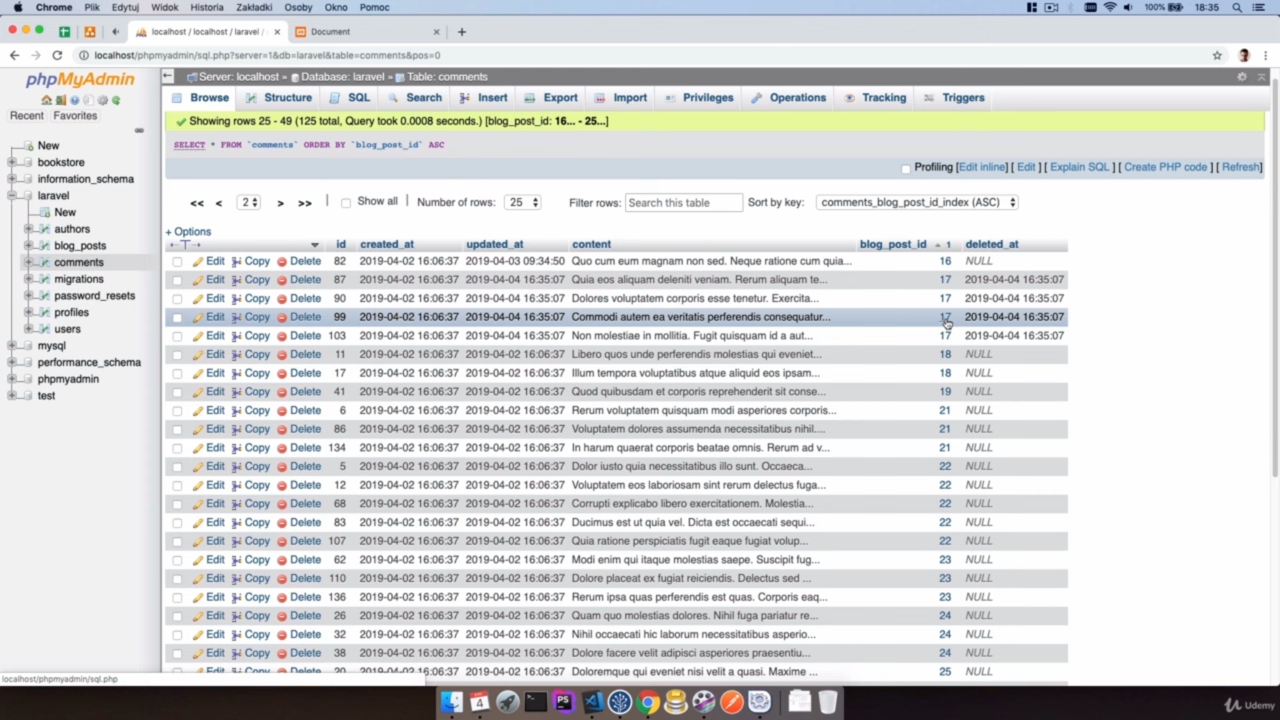 Chrome Plik Edytuj Widok Historia Zakładki Osoby Okno Pomoc 100% 18:35
localhost / localhost / laravel / Document
localhost/phpmyadmin/sql.php?server=1&db=laravel&table=comments&pos=0
phpMyAdmin
Recent Favorites
New
bookstore
information_schema
laravel
New
authors
blog_posts
comments
migrations
password_resets
profiles
users
mysql
performance_schema
phpmyadmin
test
Server: localhost » Database: laravel » Table: comments
Browse Structure SQL Search Insert Export Import Privileges Operations Tracking Triggers
Showing rows 25 - 49 (125 total, Query took 0.0008 seconds.) [blog_post_id: 16... - 25...]
SELECT * FROM `comments` ORDER BY `blog_post_id` ASC
Profiling [Edit inline] [ Edit ] [ Explain SQL ] [ Create PHP code ] [ Refresh]
<< < 2 > >> | Show all | Number of rows: 25 Filter rows: Search this table Sort by key: comments_blog_post_id_index (ASC)
+ Options
←T→ id created_at updated_at content blog_post_id 1 deleted_at
Edit Copy Delete 82 2019-04-02 16:06:37 2019-04-03 09:34:50 Quo cum eum magnam non sed. Neque ratione cum quia... 16 NULL
Edit Copy Delete 87 2019-04-02 16:06:37 2019-04-04 16:35:07 Quia eos aliquam deleniti veniam. Rerum aliquam te... 17 2019-04-04 16:35:07
Edit Copy Delete 90 2019-04-02 16:06:37 2019-04-04 16:35:07 Dolores voluptatem corporis esse tenetur. Exercita... 17 2019-04-04 16:35:07
Edit Copy Delete 99 2019-04-02 16:06:37 2019-04-04 16:35:07 Commodi autem ea veritatis perferendis consequatur... 17 2019-04-04 16:35:07
Edit Copy Delete 103 2019-04-02 16:06:37 2019-04-04 16:35:07 Non molestiae in mollitia. Fugit quisquam id a aut... 17 2019-04-04 16:35:07
Edit Copy Delete 11 2019-04-02 16:06:37 2019-04-02 16:06:37 Libero quos unde perferendis molestias qui eveniet... 18 NULL
Edit Copy Delete 17 2019-04-02 16:06:37 2019-04-02 16:06:37 Illum tempora voluptatibus atque aliquid eos ipsam... 18 NULL
Edit Copy Delete 41 2019-04-02 16:06:37 2019-04-02 16:06:37 Quod quibusdam et corporis reprehenderit sit conse... 19 NULL
Edit Copy Delete 6 2019-04-02 16:06:37 2019-04-02 16:06:37 Rerum voluptatem quisquam modi asperiores corporis... 21 NULL
Edit Copy Delete 86 2019-04-02 16:06:37 2019-04-02 16:06:37 Voluptatem dolores assumenda necessitatibus nihil.... 21 NULL
Edit Copy Delete 134 2019-04-02 16:06:37 2019-04-02 16:06:37 In harum quaerat corporis beatae omnis. Rerum ad v... 21 NULL
Edit Copy Delete 5 2019-04-02 16:06:37 2019-04-02 16:06:37 Dolor iusto quia necessitatibus illo sunt. Occaeca... 22 NULL
Edit Copy Delete 12 2019-04-02 16:06:37 2019-04-02 16:06:37 Voluptatem eos laboriosam sint rerum delectus fuga... 22 NULL
Edit Copy Delete 68 2019-04-02 16:06:37 2019-04-02 16:06:37 Corrupti explicabo libero exercitationem. Molestia... 22 NULL
Edit Copy Delete 83 2019-04-02 16:06:37 2019-04-02 16:06:37 Ducimus est ut quia vel. Dicta est occaecati sequi... 22 NULL
Edit Copy Delete 107 2019-04-02 16:06:37 2019-04-02 16:06:37 Quia ratione perspiciatis fugit eaque fugiat volup... 22 NULL
Edit Copy Delete 62 2019-04-02 16:06:37 2019-04-02 16:06:37 Modi enim qui itaque molestias saepe. Suscipit fug... 23 NULL
Edit Copy Delete 110 2019-04-02 16:06:37 2019-04-02 16:06:37 Dolore placeat ex fugiat reiciendis. Delectus sed ... 23 NULL
Edit Copy Delete 136 2019-04-02 16:06:37 2019-04-02 16:06:37 Rerum ipsa quas perferendis est quas. Corporis eaq... 23 NULL
Edit Copy Delete 26 2019-04-02 16:06:37 2019-04-02 16:06:37 Quam quo molestias dolores. Nihil fuga pariatur re... 24 NULL
Edit Copy Delete 32 2019-04-02 16:06:37 2019-04-02 16:06:37 Nihil occaecati hic laborum necessitatibus asperio... 24 NULL
Edit Copy Delete 38 2019-04-02 16:06:37 2019-04-02 16:06:37 Dolore facere velit adipisci asperiores praesentiu... 24 NULL
Edit Copy Delete 20 2019-04-02 16:06:37 2019-04-02 16:06:37 Doloremque qui eveniet nisi velit a quasi. Maxime ... 25 NULL
localhost/phpmyadmin/sql.php
4
PS
Udemy